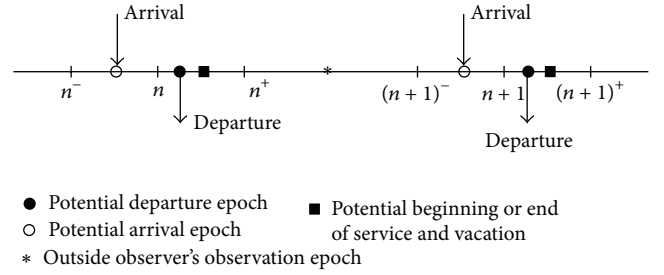 Arrival Arrival
n⁻ n n⁺ * (n + 1)⁻ n + 1 (n + 1)⁺
Departure
Departure
● Potential departure epoch
○ Potential arrival epoch
* Outside observer's observation epoch
■ Potential beginning or end
of service and vacation